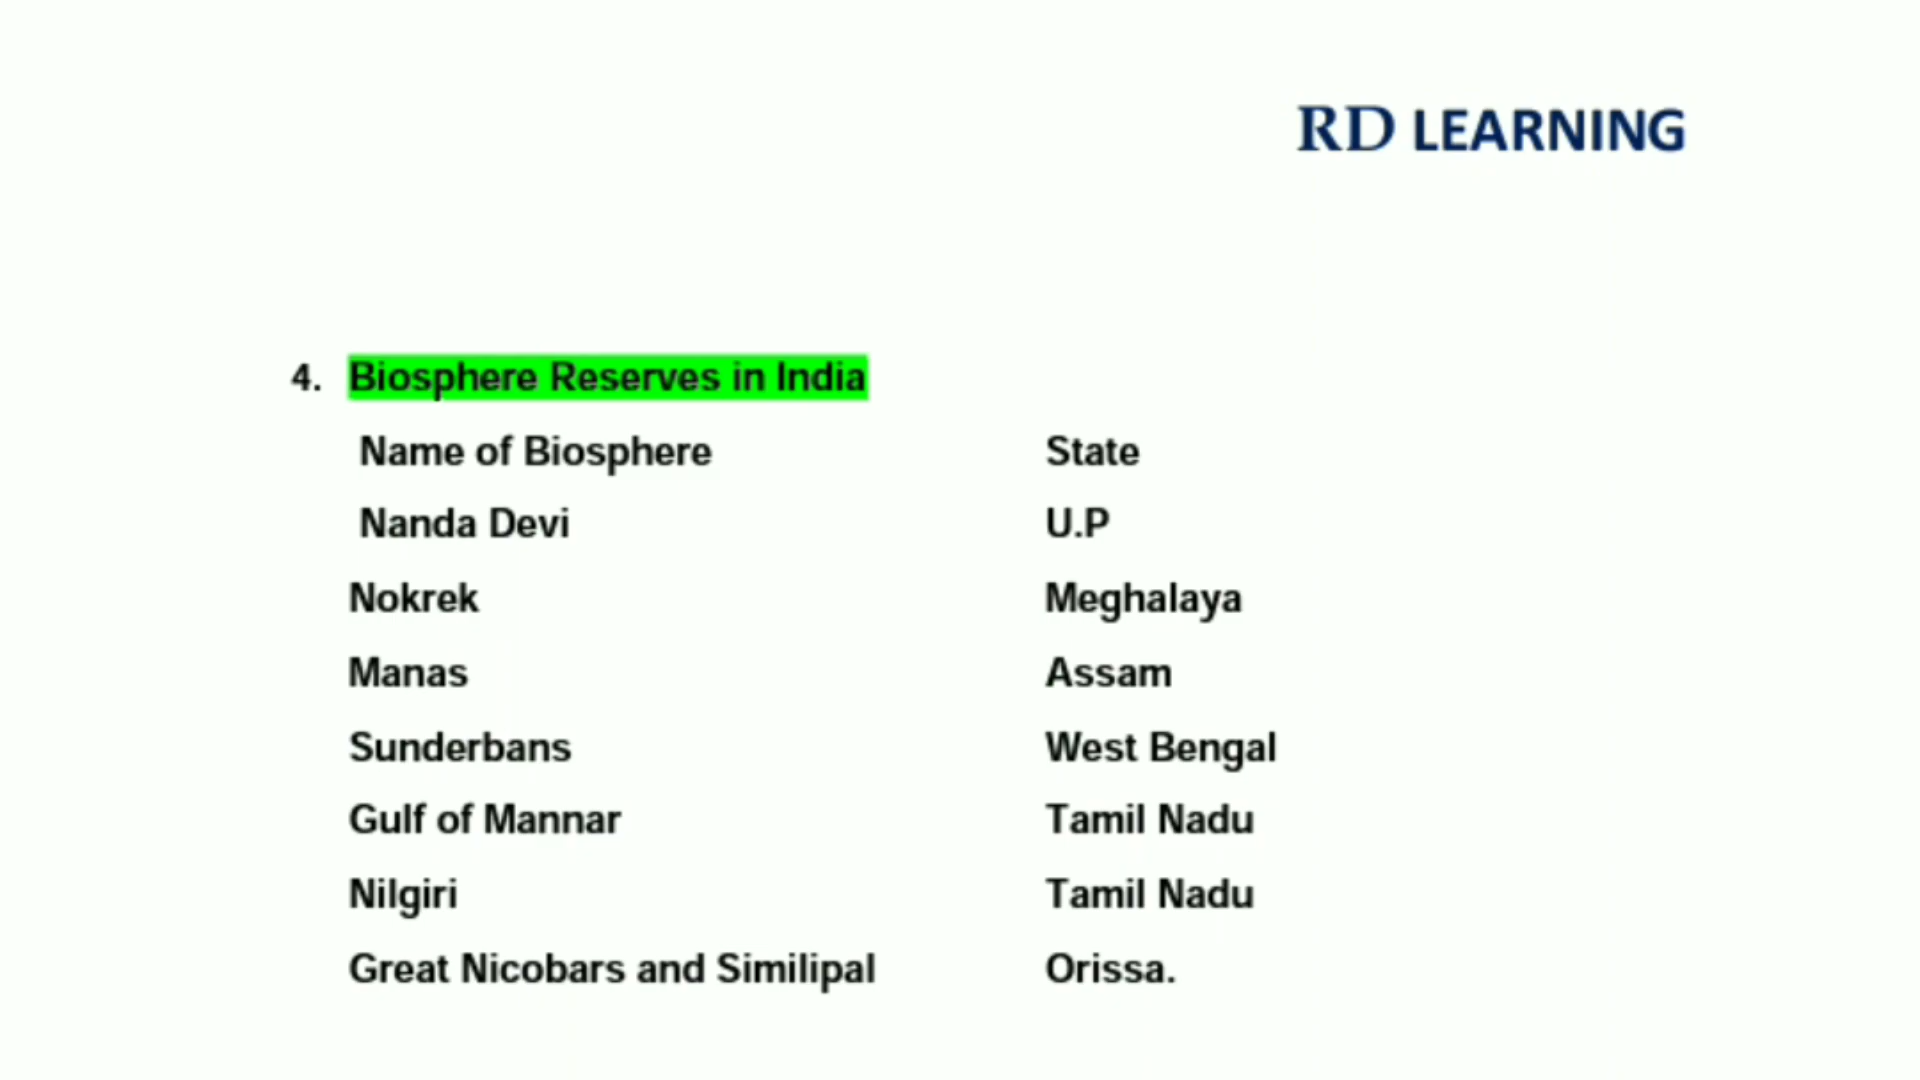 RD LEARNING
4. Biosphere Reserves in India
Name of Biosphere State
Nanda Devi U.P
Nokrek Meghalaya
Manas Assam
Sunderbans West Bengal
Gulf of Mannar Tamil Nadu
Nilgiri Tamil Nadu
Great Nicobars and Similipal Orissa.